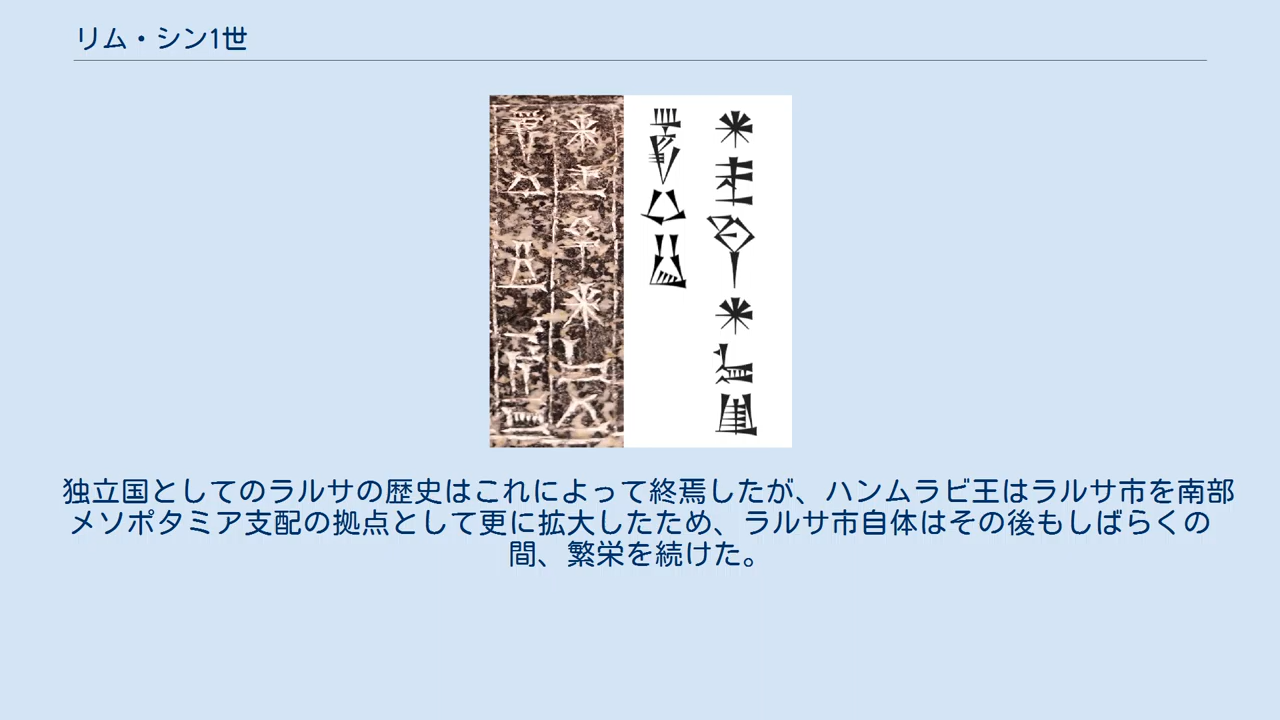 リム・シン1世
独立国としてのラルサの歴史はこれによって終焉したが、ハンムラビ王はラルサ市を南部
メソポタミア支配の拠点として更に拡大したため、ラルサ市自体はその後もしばらくの
間、繁栄を続けた。